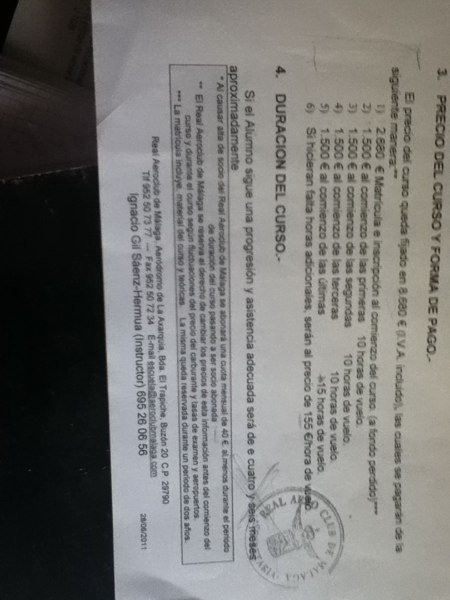 3. PRECIO DEL CURSO Y FORMA DE PAGO.-
El precio del curso queda fijado en 8.680 € (I.V.A. incluido), las cuales se pagarán de la
siguiente manera:**
1) 2.680 € Matrícula e inscripción al comienzo del curso. (a fondo perdido)***
2) 1.500 € al comienzo de las primeras 10 horas de vuelo.
3) 1.500 € al comienzo de las segundas 10 horas de vuelo.
4) 1.500 € al comienzo de las terceras 10 horas de vuelo.
5) 1.500 € al comienzo de las últimas +15 horas de vuelo.
6) Si hicieran falta horas adicionales, serán al precio de 155 €/hora de vuelo
4. DURACION DEL CURSO.-
Si el Alumno sigue una progresión y asistencia adecuada será de e cuatro y seis meses
aproximadamente
* Al causar alta de socio del Real Aeroclub de Málaga se abonará una cuota mensual de 40 € al menos durante el período
de duración del curso pasando a ser socio abonado
** El Real Aeroclub de Málaga se reserva el derecho de cambiar los precios de esta información antes del comienzo del
curso y durante el curso según fluctuaciones del precio del carburante y tasas de examen y aeropuertos.
*** La matrícula incluye, material del curso y teóricas. La misma queda reservada durante un período de dos años.
Real Aeroclub de Málaga, Aeródromo de La Axarquía, Bda. El Trapiche, Buzón 20 C.P. 29790
Tlf 952 50 73 77 --- Fax 952 50 72 34 E-mail escuela@aeroclubmalaga.com
Ignacio Gil Sáenz-Hermua (Instructor) 695 26 06 56
28/06/2011
REAL AERO CLUB DE MALAGA